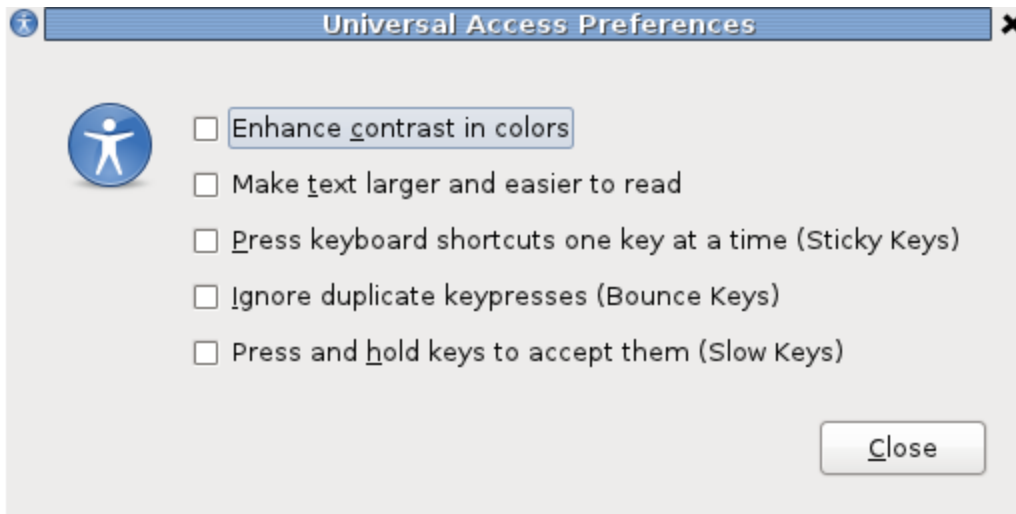 Universal Access Preferences
Enhance contrast in colors
Make text larger and easier to read
Press keyboard shortcuts one key at a time (Sticky Keys)
Ignore duplicate keypresses (Bounce Keys)
Press and hold keys to accept them (Slow Keys)
Close